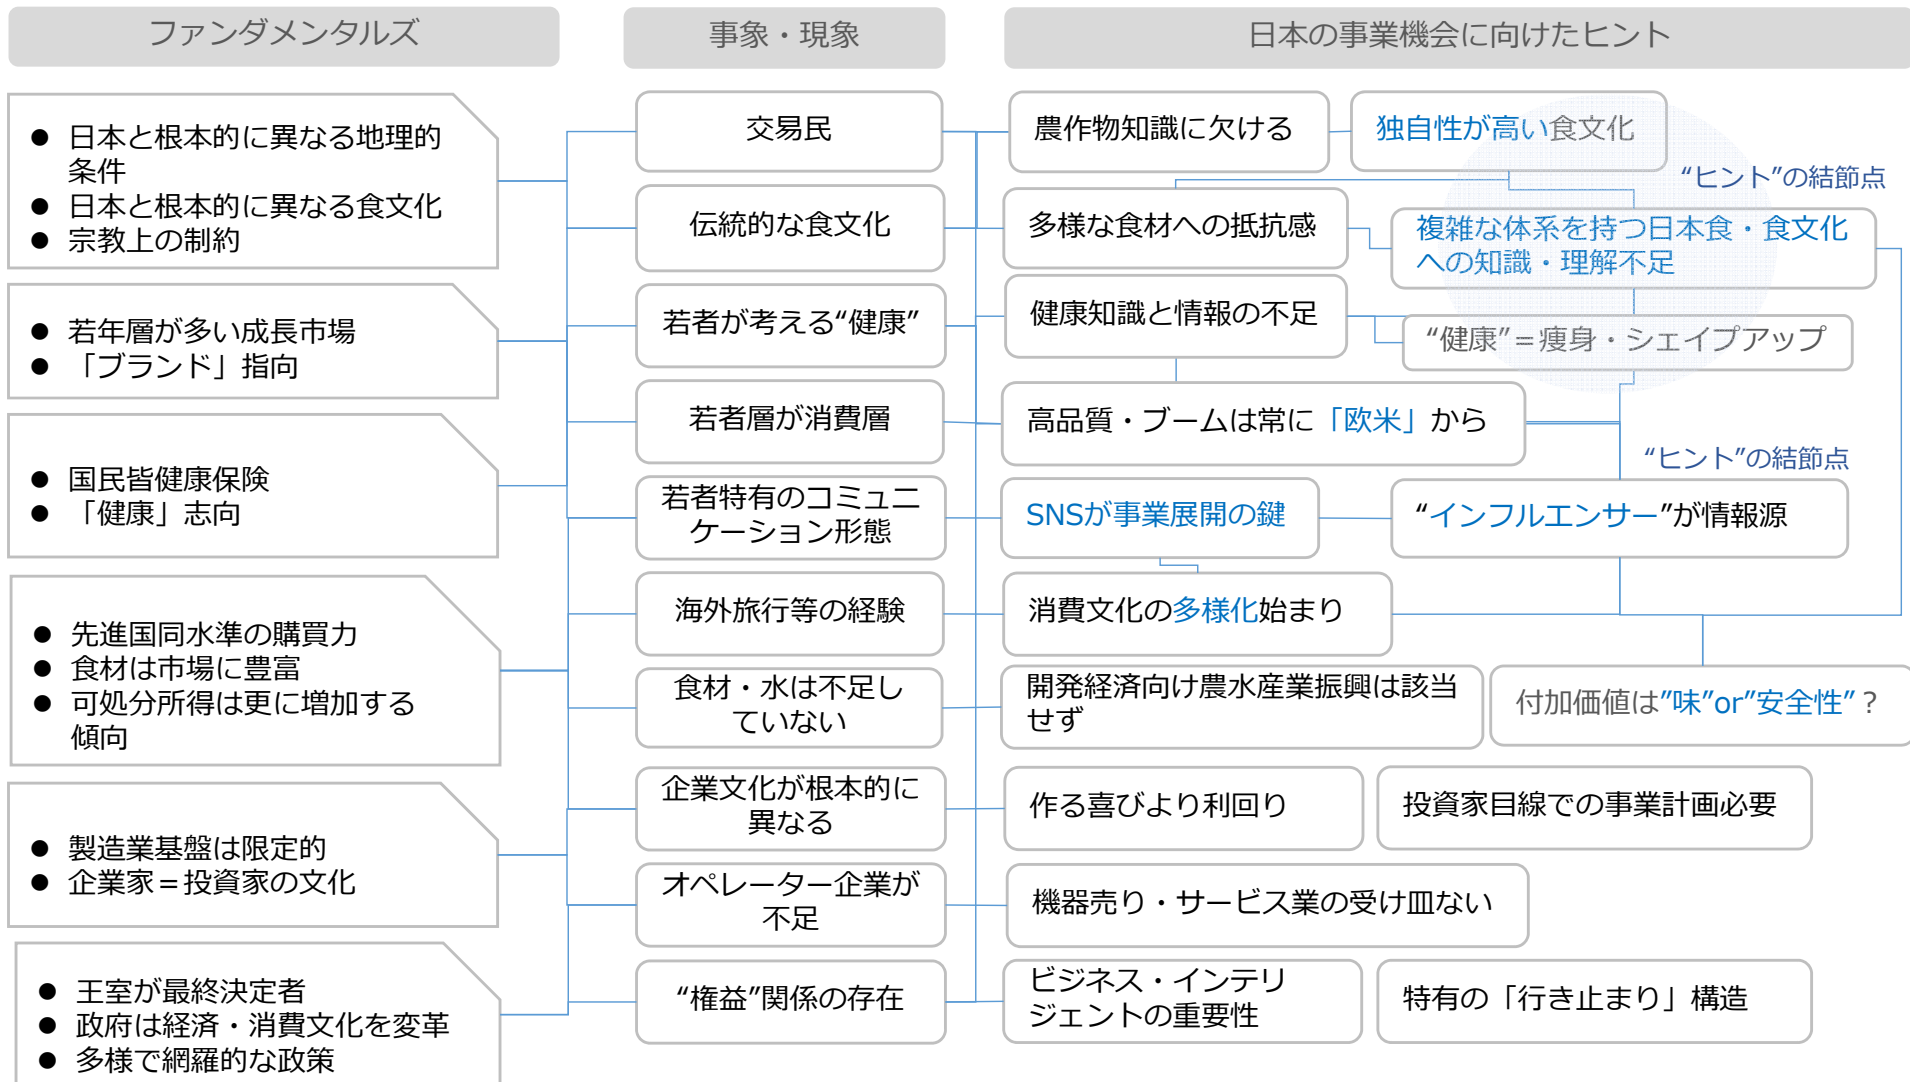 ファンダメンタルズ
事象・現象
日本の事業機会に向けたヒント
● 日本と根本的に異なる地理的
条件
● 日本と根本的に異なる食文化
● 宗教上の制約
● 若年層が多い成長市場
● 「ブランド」指向
● 国民皆健康保険
● 「健康」志向
● 先進国同水準の購買力
● 食材は市場に豊富
● 可処分所得は更に増加する
傾向
● 製造業基盤は限定的
● 企業家＝投資家の文化
● 王室が最終決定者
● 政府は経済・消費文化を変革
● 多様で網羅的な政策
交易民
伝統的な食文化
若者が考える“健康”
若者層が消費層
若者特有のコミュニ
ケーション形態
海外旅行等の経験
食材・水は不足し
ていない
企業文化が根本的に
異なる
オペレーター企業が
不足
“権益”関係の存在
農作物知識に欠ける
独自性が高い食文化
“ヒント”の結節点
多様な食材への抵抗感
複雑な体系を持つ日本食・食文化
への知識・理解不足
健康知識と情報の不足
“健康”＝痩身・シェイプアップ
高品質・ブームは常に「欧米」から
“ヒント”の結節点
SNSが事業展開の鍵
“インフルエンサー”が情報源
消費文化の多様化始まり
開発経済向け農水産業振興は該当
せず
付加価値は”味”or”安全性”？
作る喜びより利回り
投資家目線での事業計画必要
機器売り・サービス業の受け皿ない
ビジネス・インテリ
ジェントの重要性
特有の「行き止まり」構造